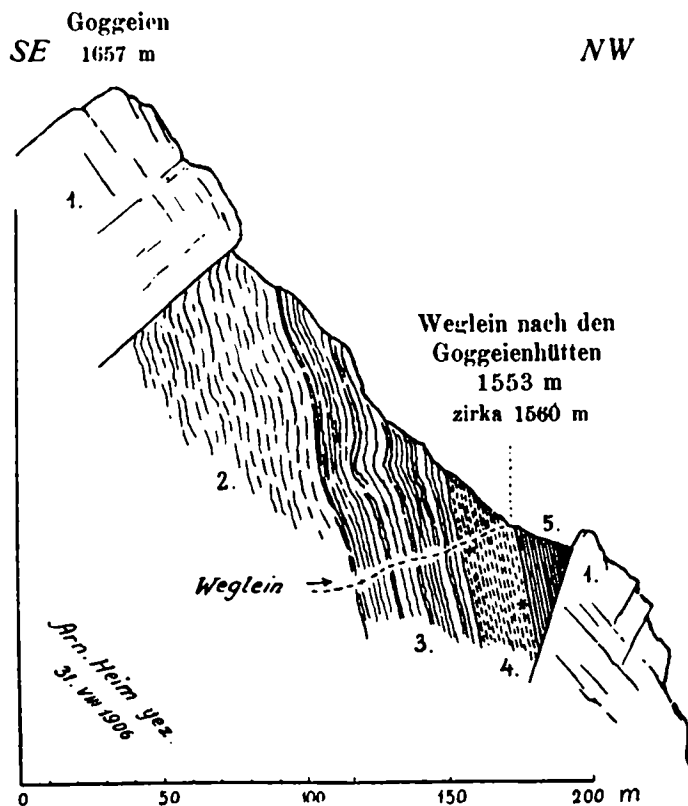 Goggeien
SE 1657 m NW
1.
Weglein nach den
Goggeienhütten
1553 m
zirka 1560 m
2.
5.
1.
Weglein →
3.
4.
Arn. Heim gez.
31. VIII 1906
0 50 100 150 200 m